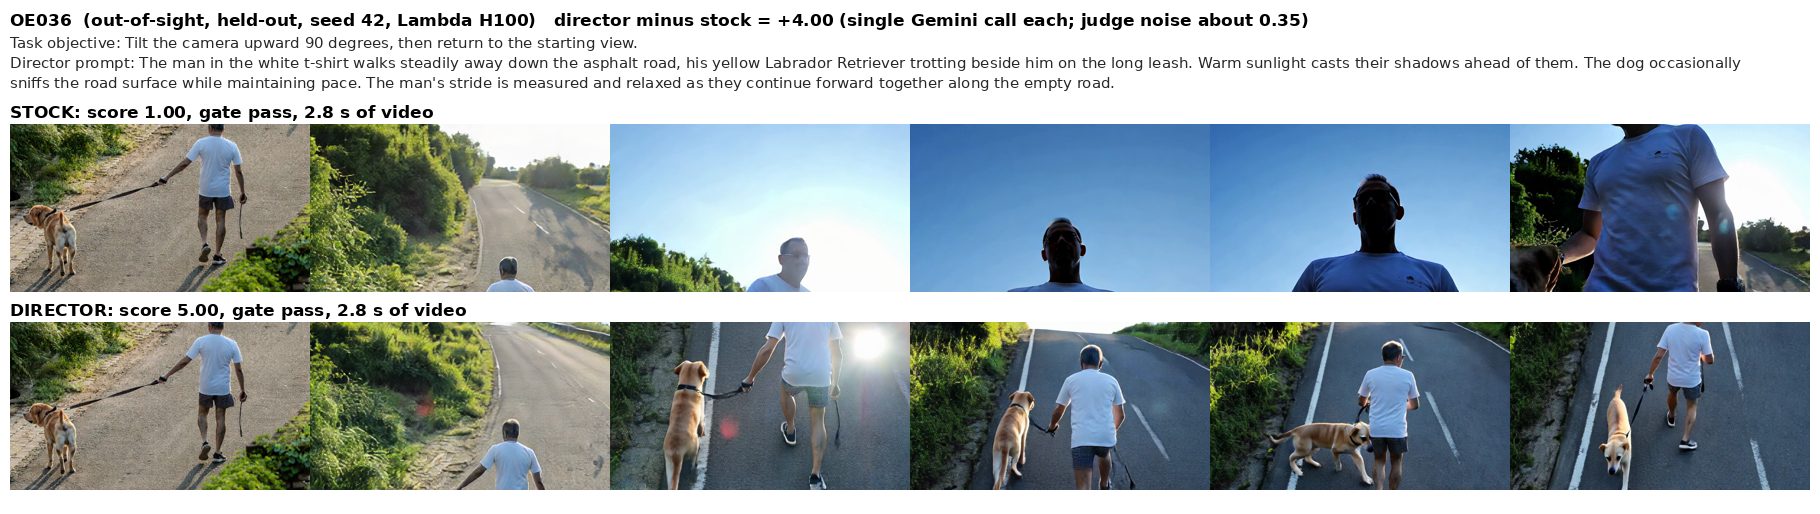 OE036  (out-of-sight, held-out, seed 42, Lambda H100)   director minus stock = +4.00 (single Gemini call each; judge noise about 0.35)
Task objective: Tilt the camera upward 90 degrees, then return to the starting view.
Director prompt: The man in the white t-shirt walks steadily away down the asphalt road, his yellow Labrador Retriever trotting beside him on the long leash. Warm sunlight casts their shadows ahead of them. The dog occasionally
sniffs the road surface while maintaining pace. The man's stride is measured and relaxed as they continue forward together along the empty road.
STOCK: score 1.00, gate pass, 2.8 s of video
DIRECTOR: score 5.00, gate pass, 2.8 s of video